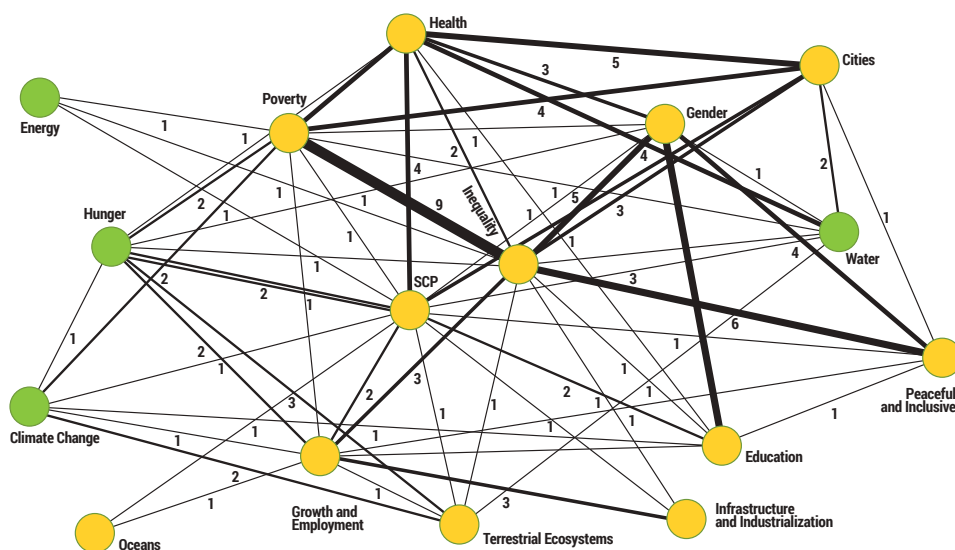 Health
Cities
5
3
Poverty
Gender
Energy
4
1
1
1
2
4
1
4
1
2
Inequality
Hunger
2
1
1
9
1
5
1
3
1
1
Water
4
1
1
SCP
3
2
2
1
6
1
1
2
1
3
1
2
2
1
1
Peaceful
and Inclusive
Climate Change
3
1
1
1
1
1
1
1
1
1
Education
2
1
1
3
Growth and
Employment
Infrastructure
and Industrialization
Oceans
Terrestrial Ecosystems